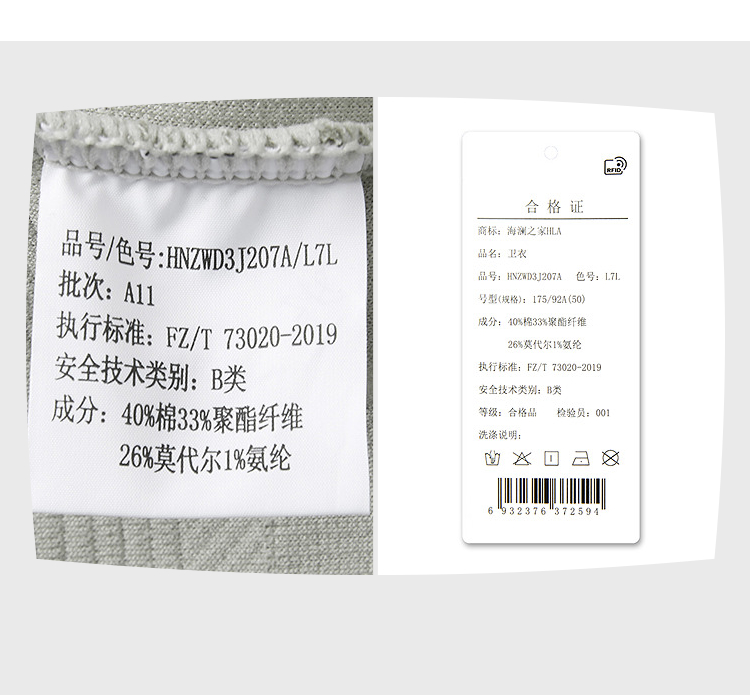 品号/色号:HNZWD3J207A/L7L
批次: A11
执行标准: FZ/T 73020-2019
安全技术类别: B类
成分: 40%棉33%聚酯纤维
26%莫代尔1%氨纶
RFID
合格证
商标: 海澜之家HLA
品名: 卫衣
品号: HNZWD3J207A 色号: L7L
号型(规格): 175/92A(50)
成分: 40%棉33%聚酯纤维
26%莫代尔1%氨纶
执行标准: FZ/T 73020-2019
安全技术类别: B类
等级: 合格品 检验员: 001
洗涤说明:
6 932376 372594